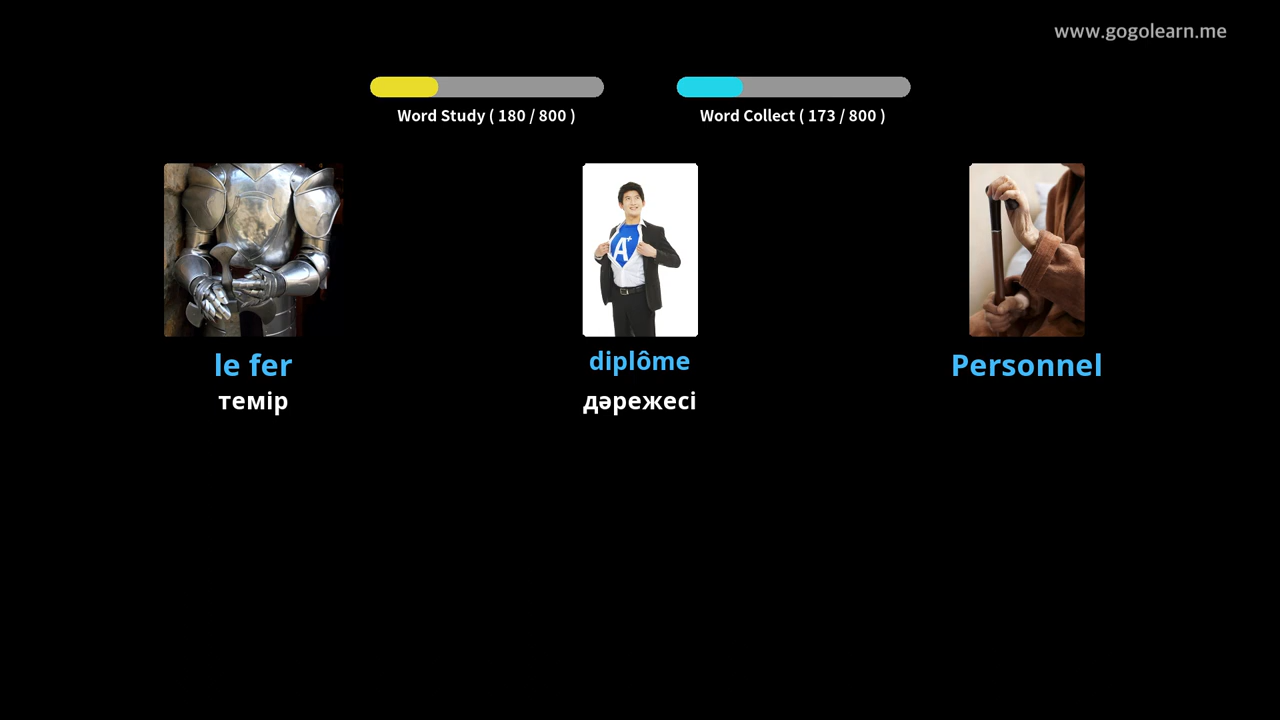 www.gogolearn.me
Word Study ( 180 / 800 )
Word Collect ( 173 / 800 )
A+
le fer
diplôme
Personnel
темір
дәрежесі